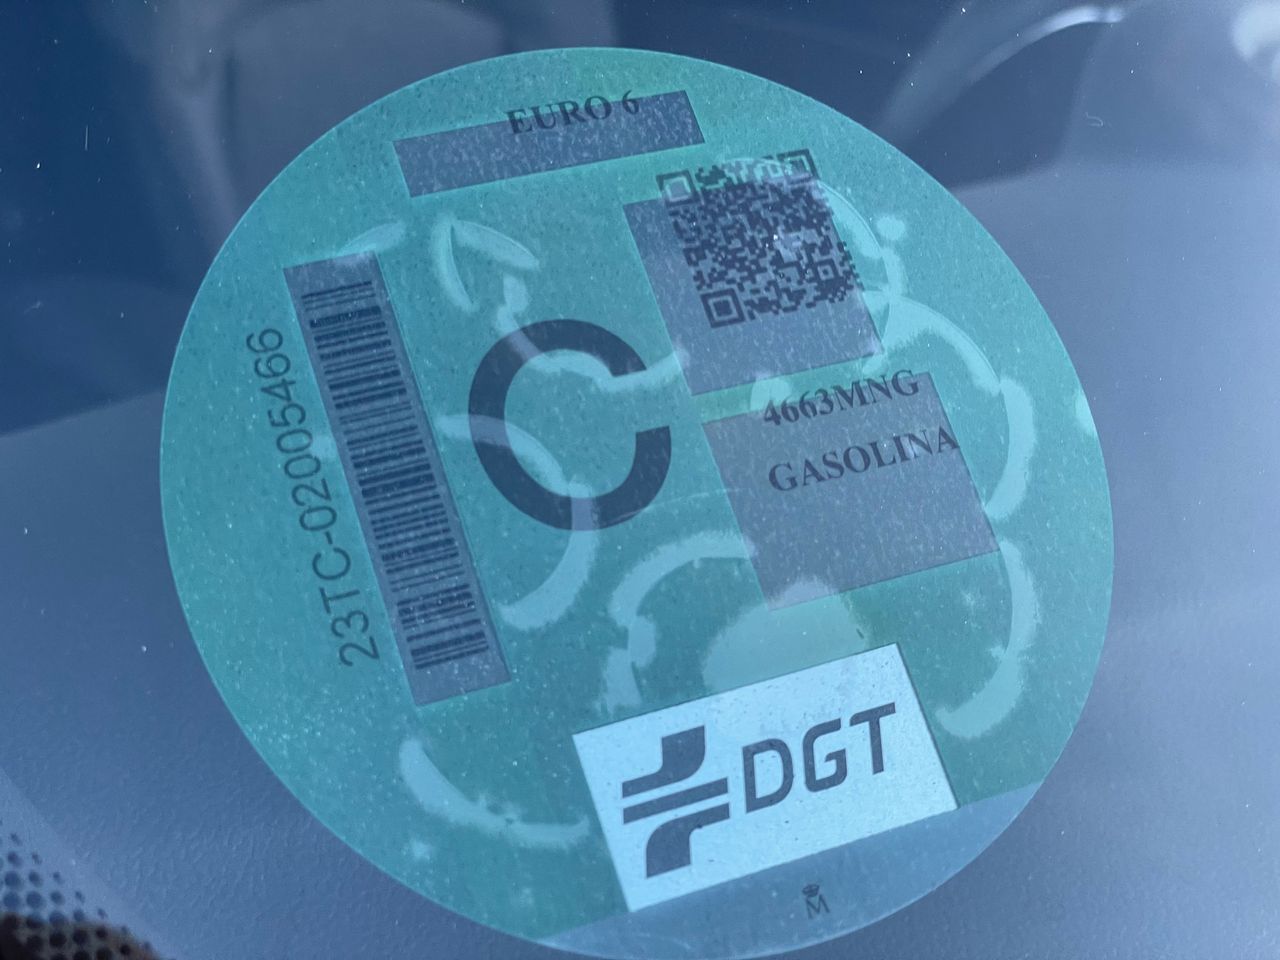 EURO 6
23TC-02005466
C
4663MNG
GASOLINA
DGT
M